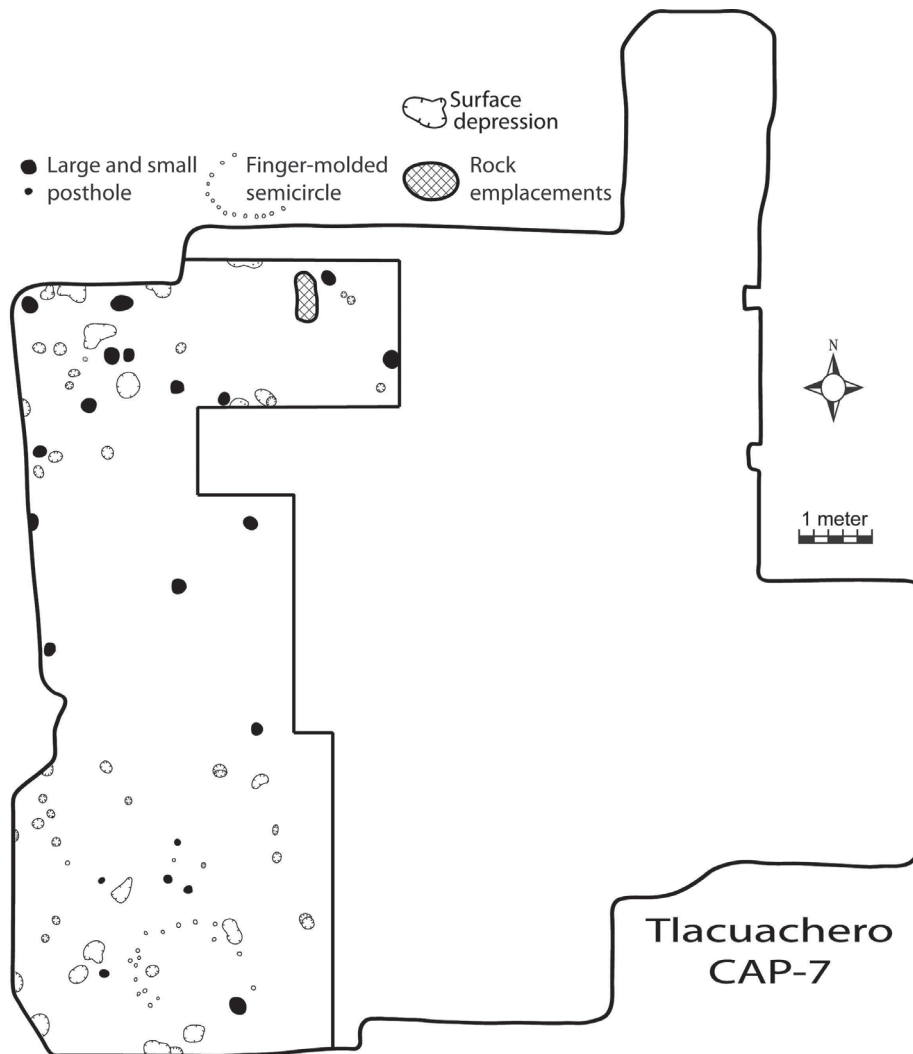 Surface
depression
Large and small
posthole
Finger-molded
semicircle
Rock
emplacements
N
1 meter
Tlacuachero
CAP-7